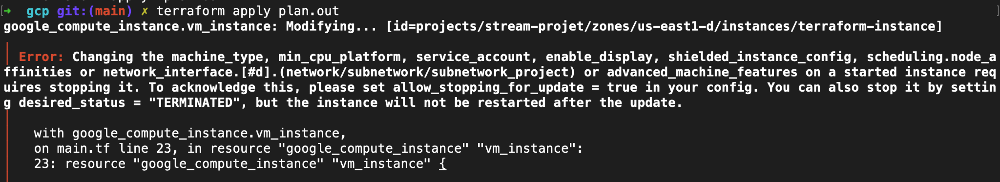 ➜  gcp git:(main) ✗ terraform apply plan.out
google_compute_instance.vm_instance: Modifying... [id=projects/stream-projet/zones/us-east1-d/instances/terraform-instance]
Error: Changing the machine_type, min_cpu_platform, service_account, enable_display, shielded_instance_config, scheduling.node_a
ffinities or network_interface.[#d].(network/subnetwork/subnetwork_project) or advanced_machine_features on a started instance req
uires stopping it. To acknowledge this, please set allow_stopping_for_update = true in your config. You can also stop it by settin
g desired_status = "TERMINATED", but the instance will not be restarted after the update.
with google_compute_instance.vm_instance,
on main.tf line 23, in resource "google_compute_instance" "vm_instance":
23: resource "google_compute_instance" "vm_instance" {